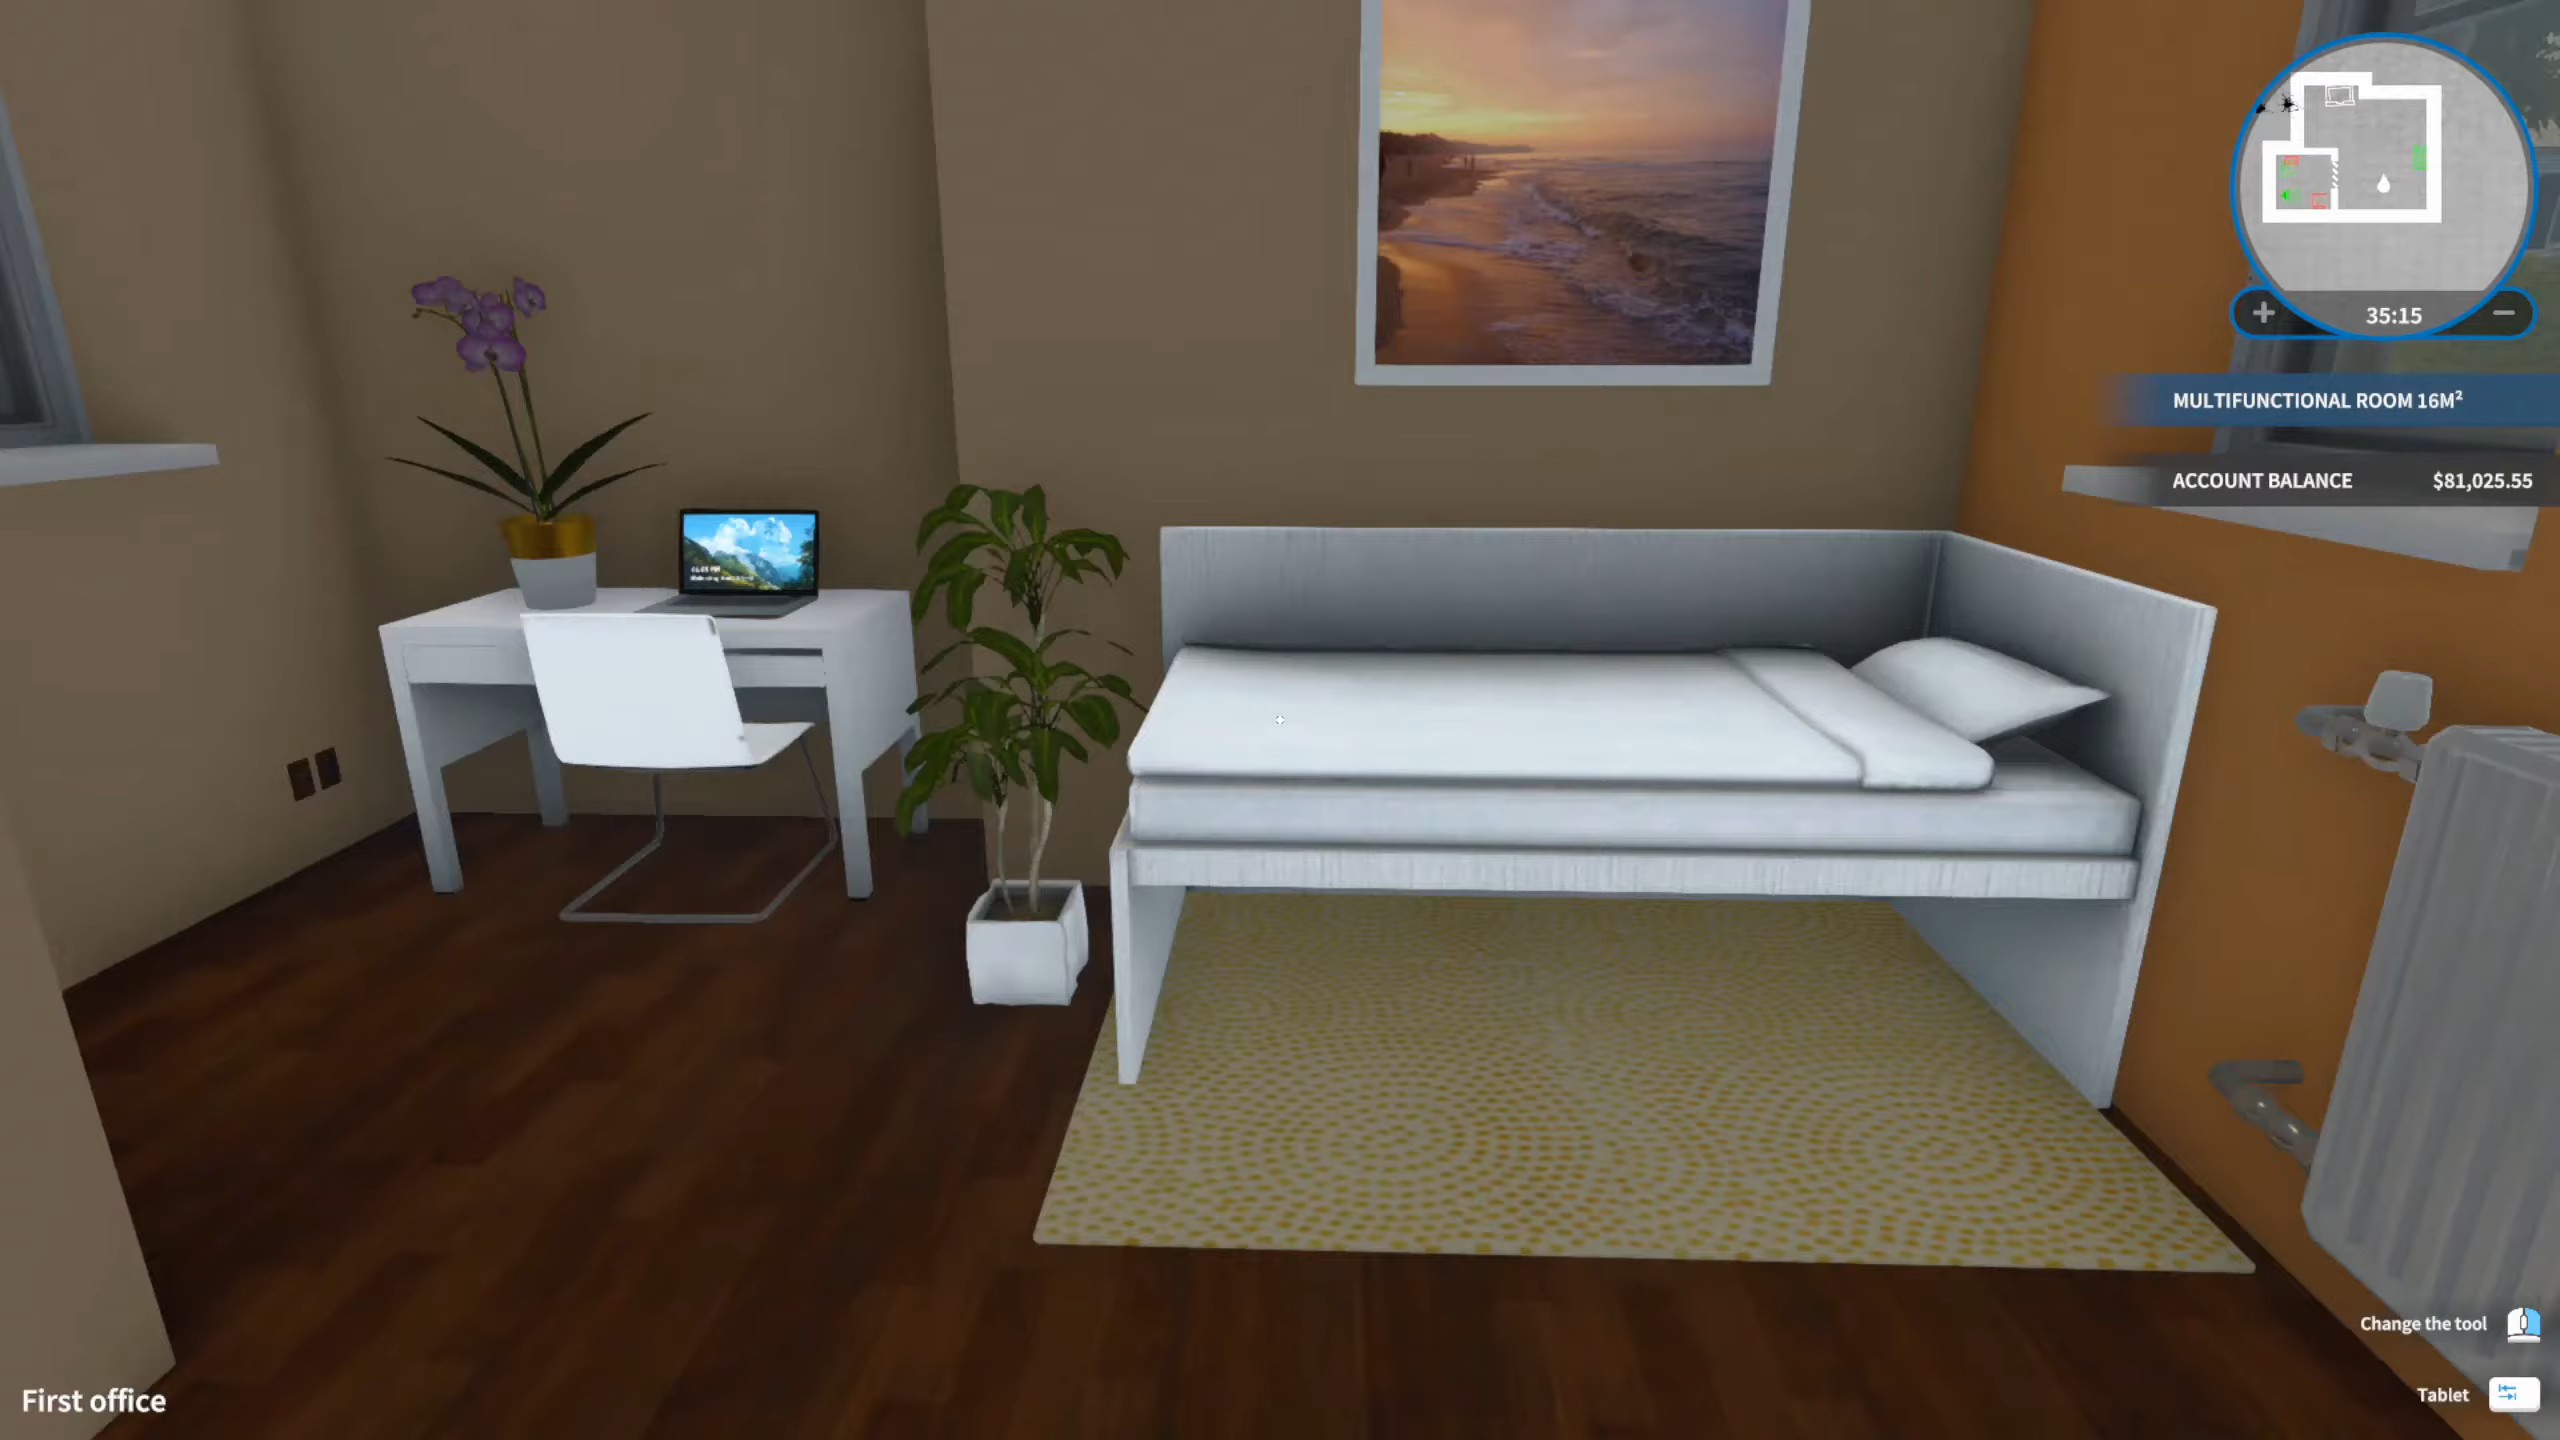 35:15
MULTIFUNCTIONAL ROOM 16M²
ACCOUNT BALANCE $81,025.55
Change the tool
Tablet
First office